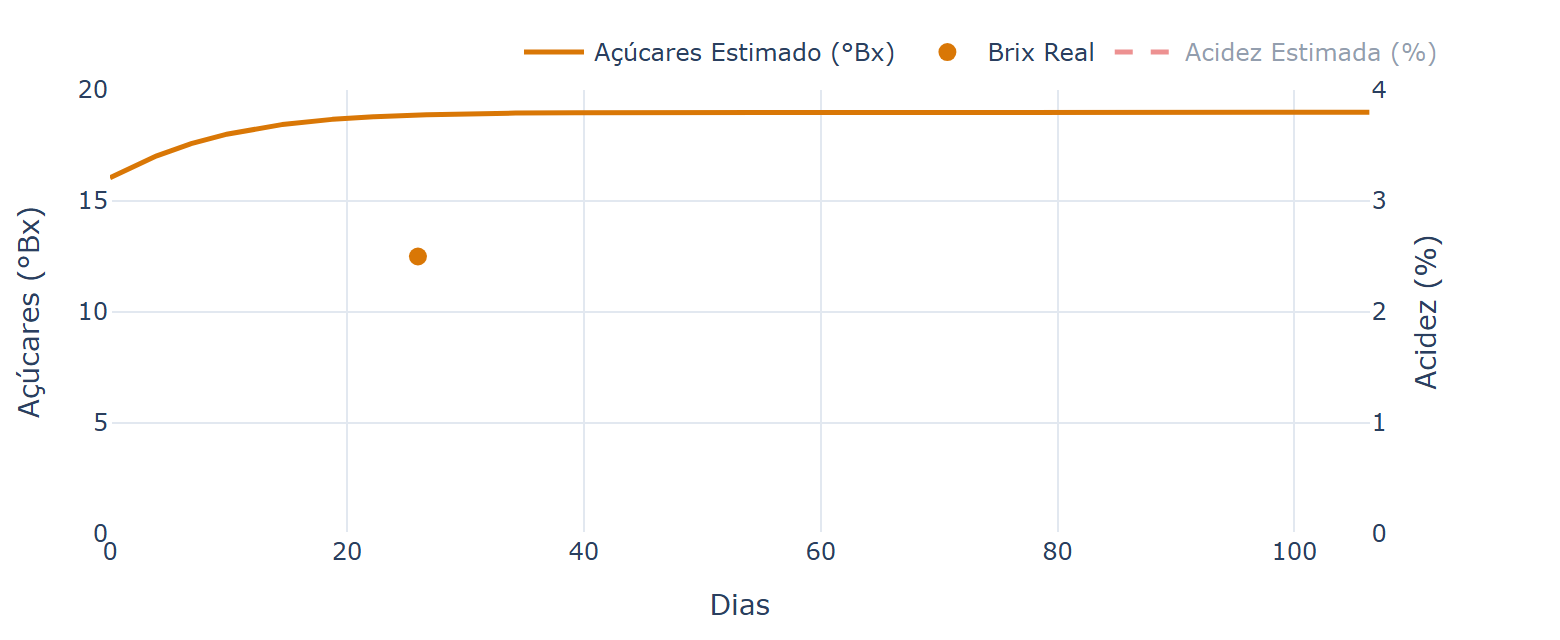 Açúcares Estimado (°Bx) Brix Real Acidez Estimada (%)
20 4
15 3
10 2
5 1
0 0
Açúcares (°Bx)
Acidez (%)
0 20 40 60 80 100
Dias